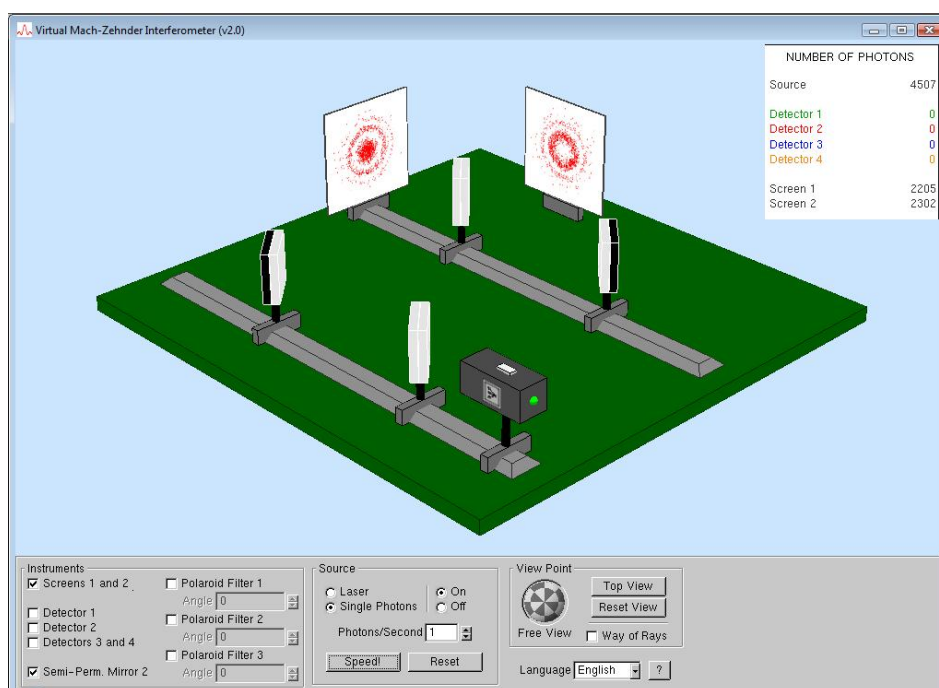 Virtual Mach-Zehnder Interferometer (v2.0)
NUMBER OF PHOTONS
Source 4507
Detector 1 0
Detector 2 0
Detector 3 0
Detector 4 0
Screen 1 2205
Screen 2 2302
Instruments
Screens 1 and 2
Detector 1
Detector 2
Detectors 3 and 4
Semi-Perm. Mirror 2
Polaroid Filter 1
Angle 0
Polaroid Filter 2
Angle 0
Polaroid Filter 3
Angle 0
Source
Laser
Single Photons
On
Off
Photons/Second 1
Speed!
Reset
View Point
Free View
Top View
Reset View
Way of Rays
Language English ?